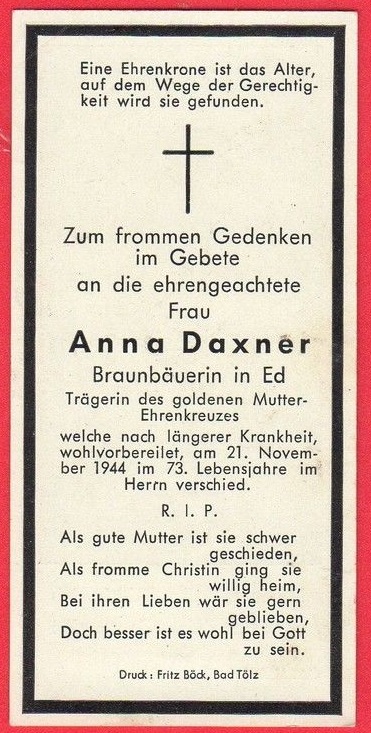 Eine Ehrenkrone ist das Alter,
auf dem Wege der Gerechtig-
keit wird sie gefunden.
Zum frommen Gedenken
im Gebete
an die ehrengeachtete
Frau
Anna Daxner
Braunbäuerin in Ed
Trägerin des goldenen Mutter-
Ehrenkreuzes
welche nach längerer Krankheit,
wohlvorbereilet, am 21. Novem-
ber 1944 im 73. Lebensjahre im
Herrn verschied.
R. I. P.
Als gute Mutter ist sie schwer
geschieden,
Als fromme Christin ging sie
willig heim,
Bei ihren Lieben wär sie gern
geblieben,
Doch besser ist es wohl bei Gott
zu sein.
Druck: Fritz Böck, Bad Tölz